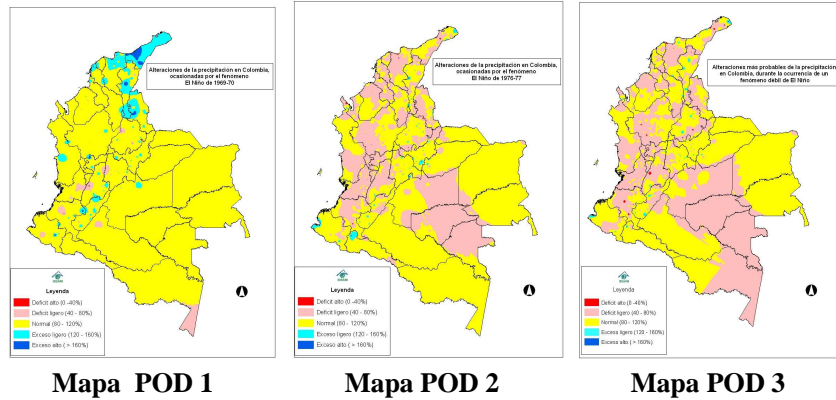 Alteraciones de la precipitación en Colombia,
ocasionadas por el fenómeno
El Niño de 1969-70
IDEAM
Leyenda
Deficit alto (0 -40%)
Deficit ligero (40 - 80%)
Normal (80 - 120%)
Exceso ligero (120 - 160%)
Exceso alto ( > 160%)
Mapa POD 1
Alteraciones de la precipitación en Colombia,
ocasionadas por el fenómeno
El Niño de 1976-77
IDEAM
Leyenda
Deficit alto (0 -40%)
Deficit ligero (40 - 80%)
Normal (80 - 120%)
Exceso ligero (120 - 160%)
Exceso alto ( > 160%)
Mapa POD 2
Alteraciones más probables de la precipitación
en Colombia, durante la ocurrencia de un
fenómeno débil de El Niño
IDEAM
Leyenda
Deficit alto (0 -40%)
Deficit ligero (40 - 80%)
Normal (80 - 120%)
Exceso ligero (120 - 160%)
Exceso alto ( > 160%)
Mapa POD 3